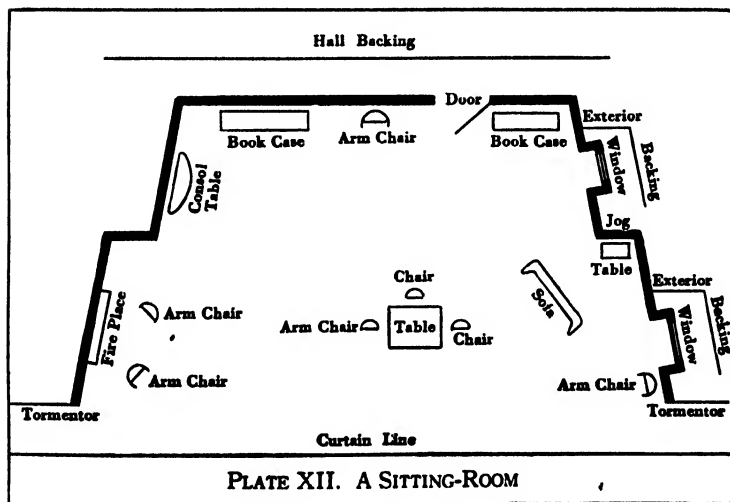 Hall Backing
Door
Exterior
Book Case
Arm Chair
Book Case
Window
Backing
Consol
Table
Jog
Table
Exterior
Chair
Sofa
Backing
Fire Place
Arm Chair
Arm Chair
Table
Chair
Window
Arm Chair
Arm Chair
Tormentor
Tormentor
Curtain Line
PLATE XII. A SITTING-ROOM